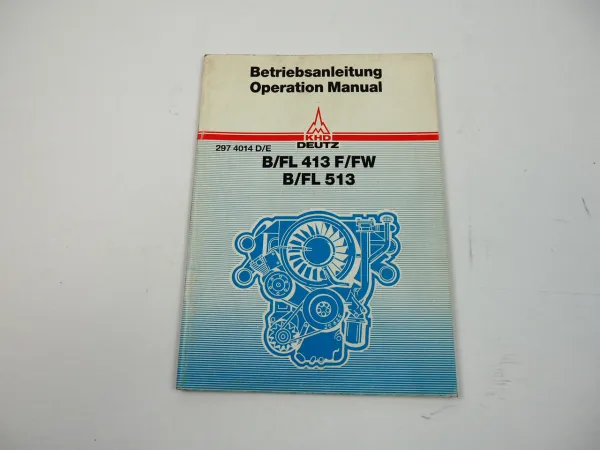 Betriebsanleitung
Operation Manual
KHD
DEUTZ
297 4014 D/E
B/FL 413 F/FW
B/FL 513